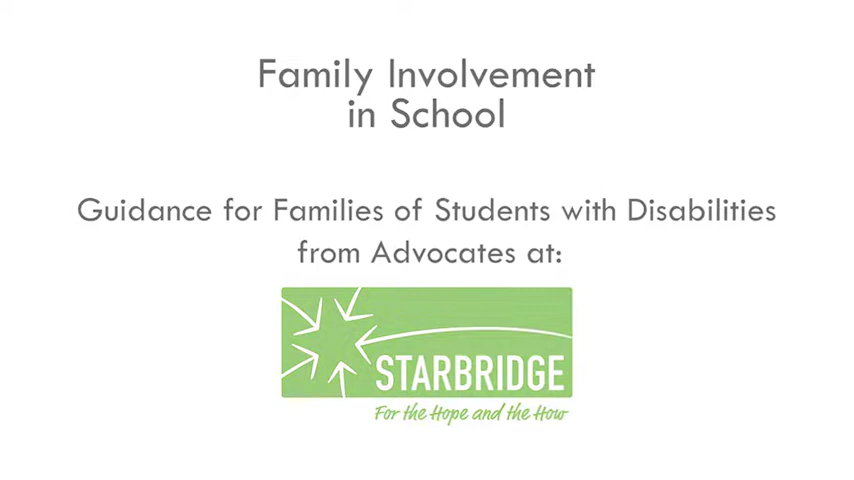 Family Involvement
in School
Guidance for Families of Students with Disabilities
from Advocates at:
STARBRIDGE
For the Hope and the How